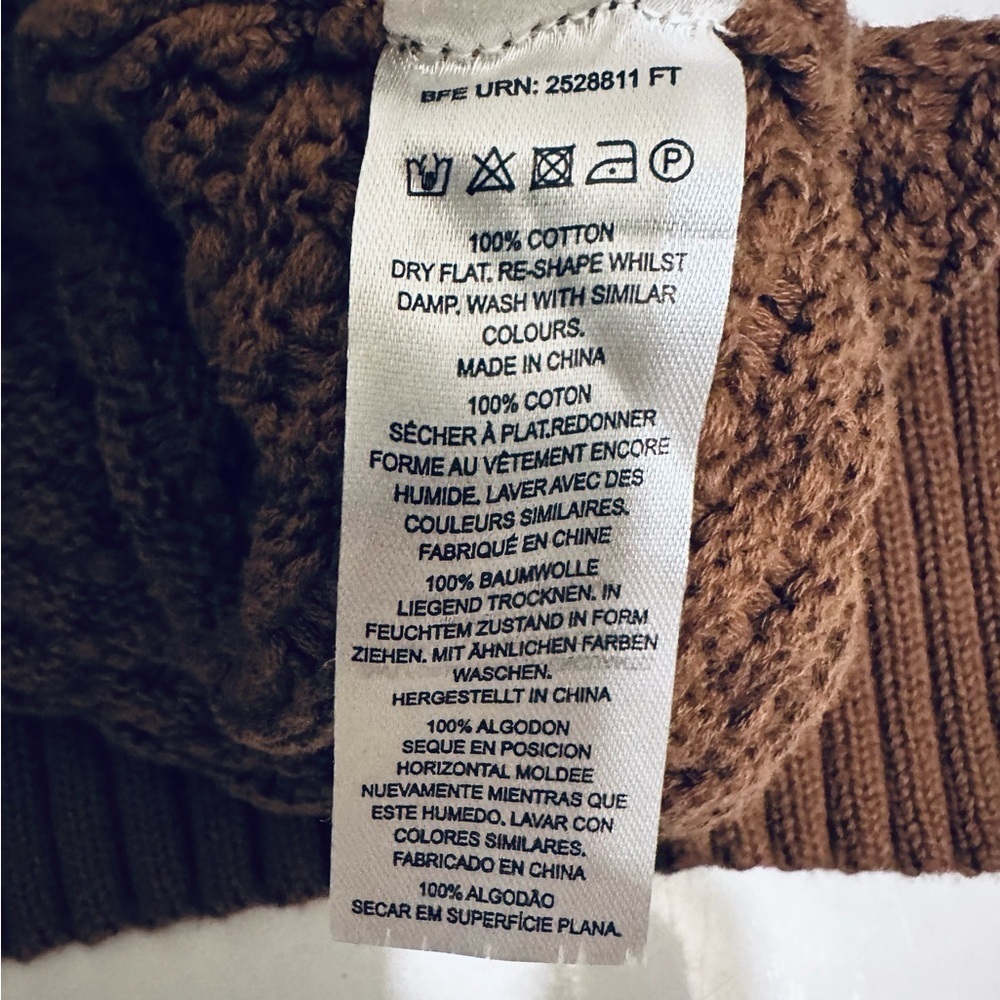 BFE URN: 2528811 FT
P
100% COTTON
DRY FLAT. RE-SHAPE WHILST
DAMP. WASH WITH SIMILAR
COLOURS.
MADE IN CHINA
100% COTON
SÉCHER À PLAT.REDONNER
FORME AU VÊTEMENT ENCORE
HUMIDE. LAVER AVEC DES
COULEURS SIMILAIRES.
FABRIQUÉ EN CHINE
100% BAUMWOLLE
LIEGEND TROCKNEN. IN
FEUCHTEM ZUSTAND IN FORM
ZIEHEN. MIT ÄHNLICHEN FARBEN
WASCHEN.
HERGESTELLT IN CHINA
100% ALGODON
SEQUE EN POSICION
HORIZONTAL MOLDEE
NUEVAMENTE MIENTRAS QUE
ESTE HUMEDO. LAVAR CON
COLORES SIMILARES.
FABRICADO EN CHINA
100% ALGODÃO
SECAR EM SUPERFÍCIE PLANA.